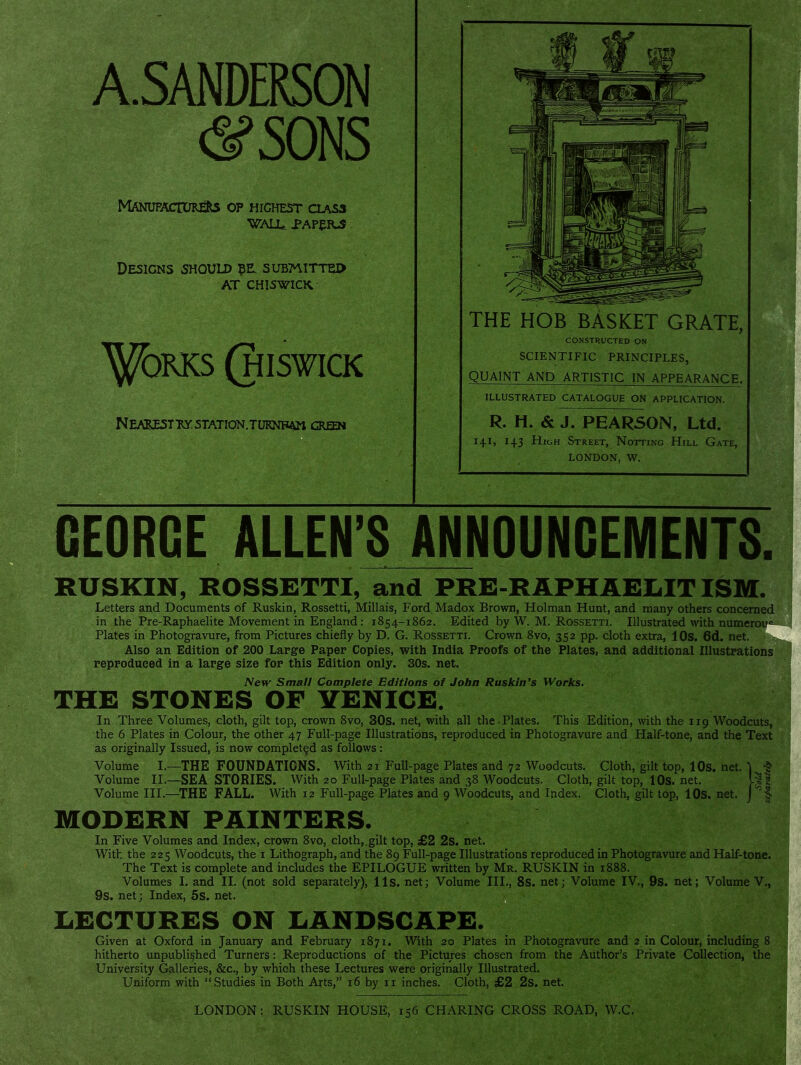 A. SANDERSON
& SONS
MANUFACTURERS OF HIGHEST CLASS
WALL PAPERS
DESIGNS SHOULD BE SUBMITTED
AT CHISWICK
WORKS CHISWICK
NEAREST RY. STATION. TURNHAM GREEN
THE HOB BASKET GRATE,
CONSTRUCTED ON
SCIENTIFIC PRINCIPLES,
QUAINT AND ARTISTIC IN APPEARANCE.
ILLUSTRATED CATALOGUE ON APPLICATION.
R. H. & J. PEARSON, Ltd.
141, 143 HIGH STREET, NOTTING HILL GATE,
LONDON, W.
GEORGE ALLEN'S ANNOUNCEMENTS.
RUSKIN, ROSSETTI, and PRE-RAPHAELITISM.
Letters and Documents of Ruskin, Rossetti, Millais, Ford Madox Brown, Holman Hunt, and many others concerned
in the Pre-Raphaelite Movement in England: 1854-1862. Edited by W. M. ROSSETTI. Illustrated with numerous
Plates in Photogravure, from Pictures chiefly by D. G. ROSSETTI. Crown 8vo, 352 pp. cloth extra, 10s. 6d. net.
Also an Edition of 200 Large Paper Copies, with India Proofs of the Plates, and additional Illustrations
reproduced in a large size for this Edition only. 30s. net.
New Small Complete Editions of John Ruskin's Works.
THE STONES OF VENICE.
In Three Volumes, cloth, gilt top, crown 8vo, 30s. net, with all the Plates. This Edition, with the 119 Woodcuts,
the 6 Plates in Colour, the other 47 Full-page Illustrations, reproduced in Photogravure and Half-tone, and the Text
as originally Issued, is now completed as follows:
Volume I.—THE FOUNDATIONS. With 21 Full-page Plates and 72 Woodcuts. Cloth, gilt top, 10s. net.
Volume II.—SEA STORIES. With 20 Full-page Plates and 38 Woodcuts. Cloth, gilt top, 10s. net.
Volume III.—THE FALL. With 12 Full-page Plates and 9 Woodcuts, and Index. Cloth, gilt top, 10s. net.
Sold separately
MODERN PAINTERS.
In Five Volumes and Index, crown 8vo, cloth, gilt top, £2 2s. net.
With the 225 Woodcuts, the 1 Lithograph, and the 89 Full-page Illustrations reproduced in Photogravure and Half-tone.
The Text is complete and includes the EPILOGUE written by MR. RUSKIN in 1888.
Volumes I. and II. (not sold separately), 11s. net; Volume III., 8s. net; Volume IV., 9s. net; Volume V.,
9s. net; Index, 5s. net.
LECTURES ON LANDSCAPE.
Given at Oxford in January and February 1871. With 20 Plates in Photogravure and 2 in Colour, including 8
hitherto unpublished Turners: Reproductions of the Pictures chosen from the Author's Private Collection, the
University Galleries, &c., by which these Lectures were originally Illustrated.
Uniform with "Studies in Both Arts," 16 by 11 inches. Cloth, £2 2s. net.
LONDON: RUSKIN HOUSE, 156 CHARING CROSS ROAD, W.C.